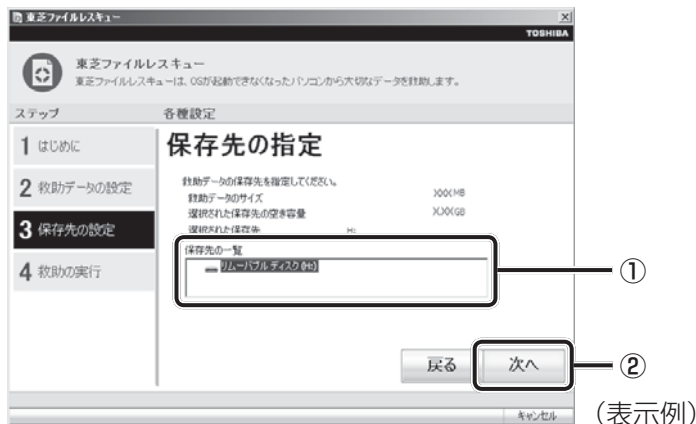 東芝ファイルレスキュー
TOSHIBA
東芝ファイルレスキュー
東芝ファイルレスキューは、OSが起動できなくなったパソコンから大切なデータを救助します。
ステップ 各種設定
1 はじめに
保存先の指定
救助データの保存先を指定してください。
2 救助データの設定
救助データのサイズ XXXXMB
選択された保存先の空き容量 XXXXGB
選択された保存先 H:
3 保存先の設定
保存先の一覧
リムーバブル ディスク (H:)
①
4 救助の実行
戻る
次へ
②
キャンセル
（表示例）